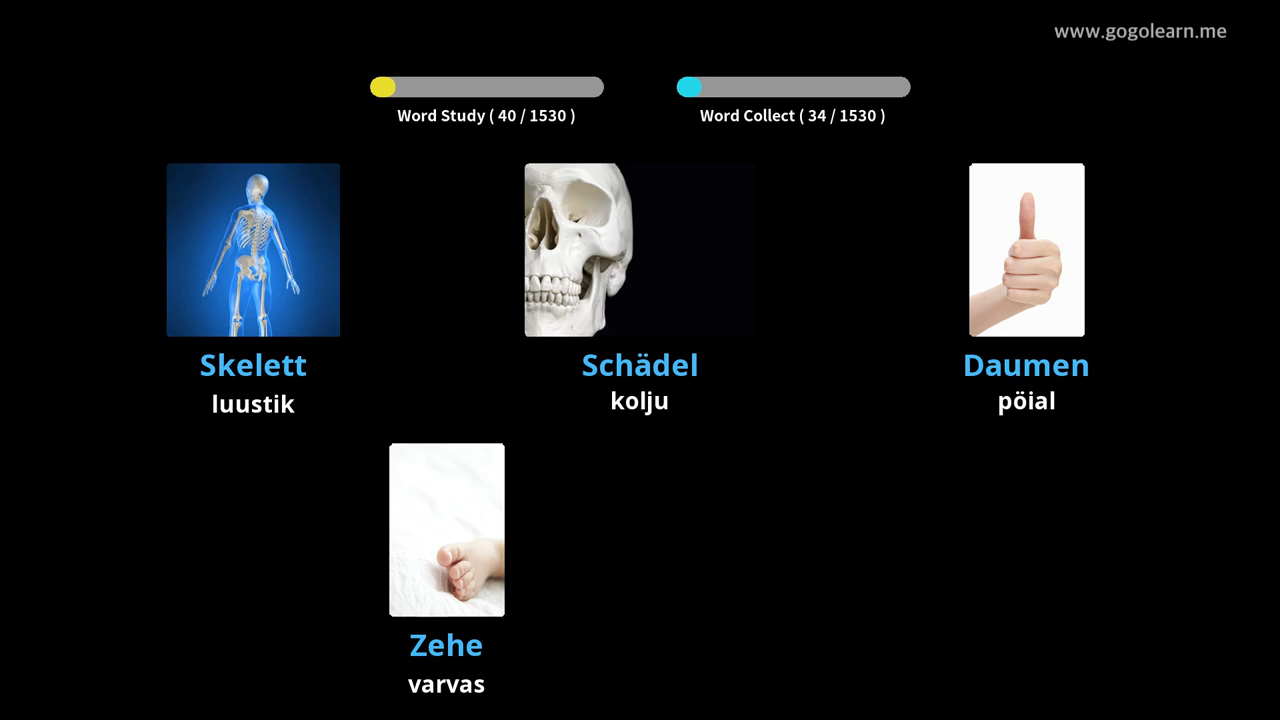 www.gogolearn.me
Word Study ( 40 / 1530 )
Word Collect ( 34 / 1530 )
Skelett
Schädel
Daumen
luustik
kolju
pöial
Zehe
varvas